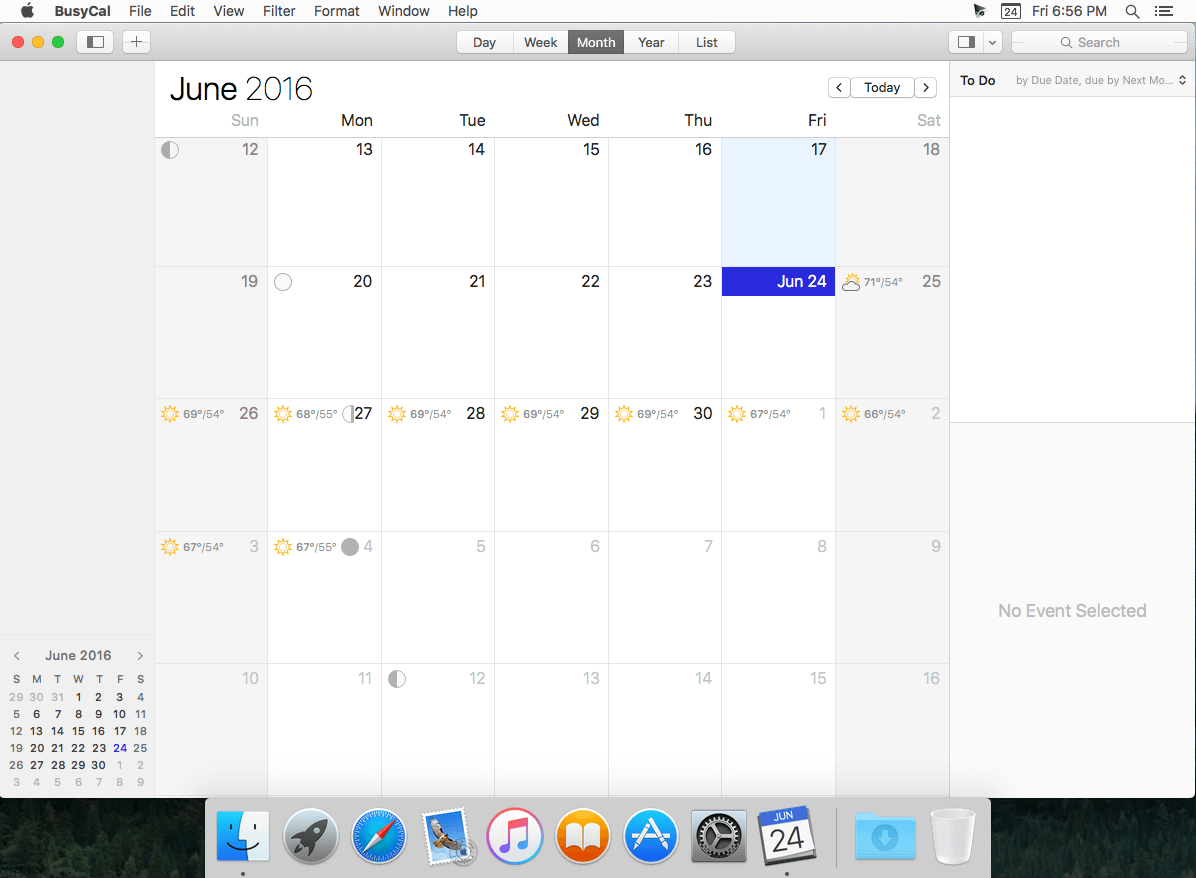 BusyCal File Edit View Filter Format Window Help 24 Fri 6:56 PM
Day Week Month Year List Search
June 2016 Today
To Do by Due Date, due by Next Mo...
Sun Mon Tue Wed Thu Fri Sat
12 13 14 15 16 17 18
19 20 21 22 23 Jun 24 71°/54° 25
69°/54° 26 68°/55° 27 69°/54° 28 69°/54° 29 69°/54° 30 67°/54° 1 66°/54° 2
67°/54° 3 67°/55° 4 5 6 7 8 9
No Event Selected
10 11 12 13 14 15 16
June 2016
S M T W T F S
29 30 31 1 2 3 4
5 6 7 8 9 10 11
12 13 14 15 16 17 18
19 20 21 22 23 24 25
26 27 28 29 30 1 2
3 4 5 6 7 8 9
JUN
24